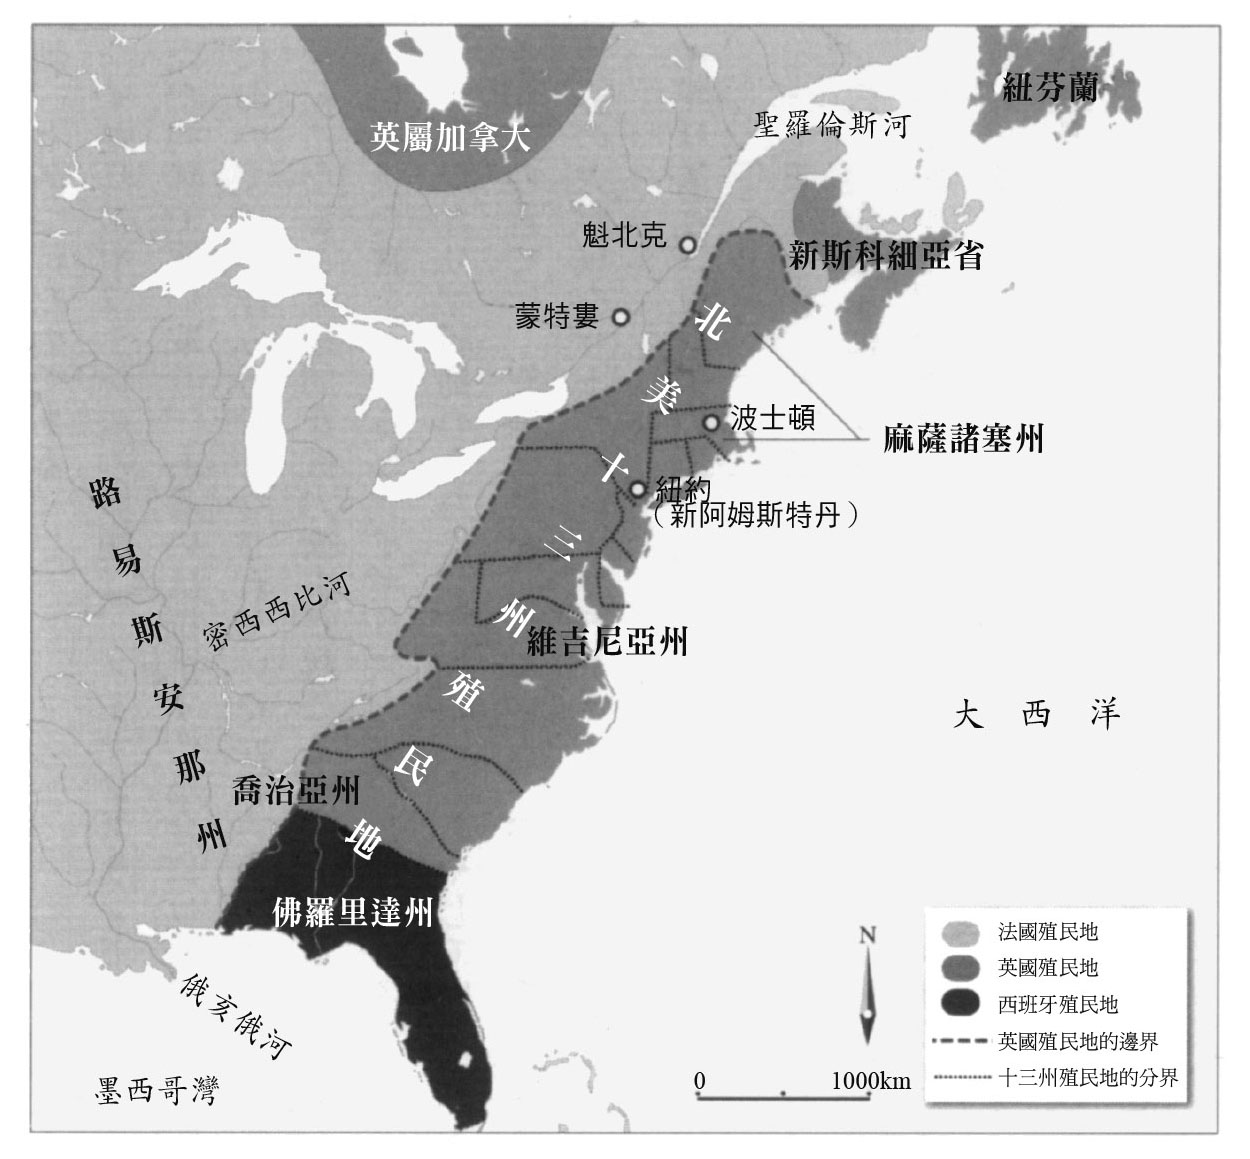 紐芬蘭
聖羅倫斯河
英屬加拿大
魁北克
新斯科細亞省
蒙特婁
北美十三州殖民地
波士頓
麻薩諸塞州
紐約
（新阿姆斯特丹）
路易斯安那州
密西西比河
維吉尼亞州
大西洋
喬治亞州
佛羅里達州
俄亥俄河
墨西哥灣
N
0 1000km
法國殖民地
英國殖民地
西班牙殖民地
英國殖民地的邊界
十三州殖民地的分界